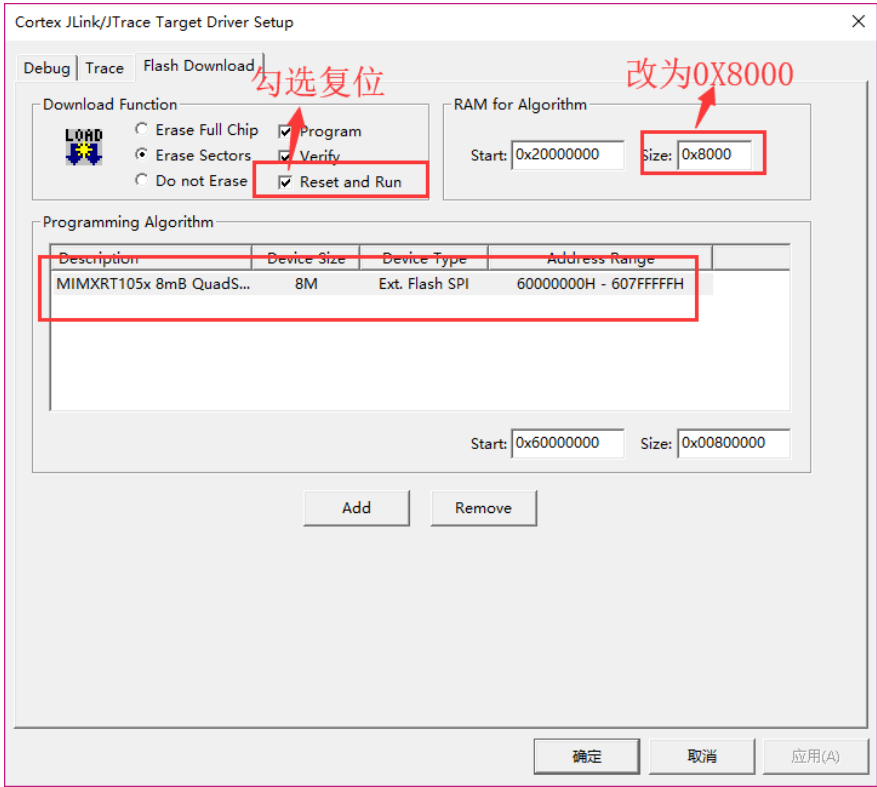 Cortex JLink/JTrace Target Driver Setup
Debug Trace Flash Download
勾选复位
改为0X8000
Download Function
LOAD
Erase Full Chip
Erase Sectors
Do not Erase
Program
Verify
Reset and Run
RAM for Algorithm
Start: 0x20000000 Size: 0x8000
Programming Algorithm
Description Device Size Device Type Address Range
MIMXRT105x 8mB QuadS... 8M Ext. Flash SPI 60000000H - 607FFFFFH
Start: 0x60000000 Size: 0x00800000
Add Remove
确定 取消 应用(A)